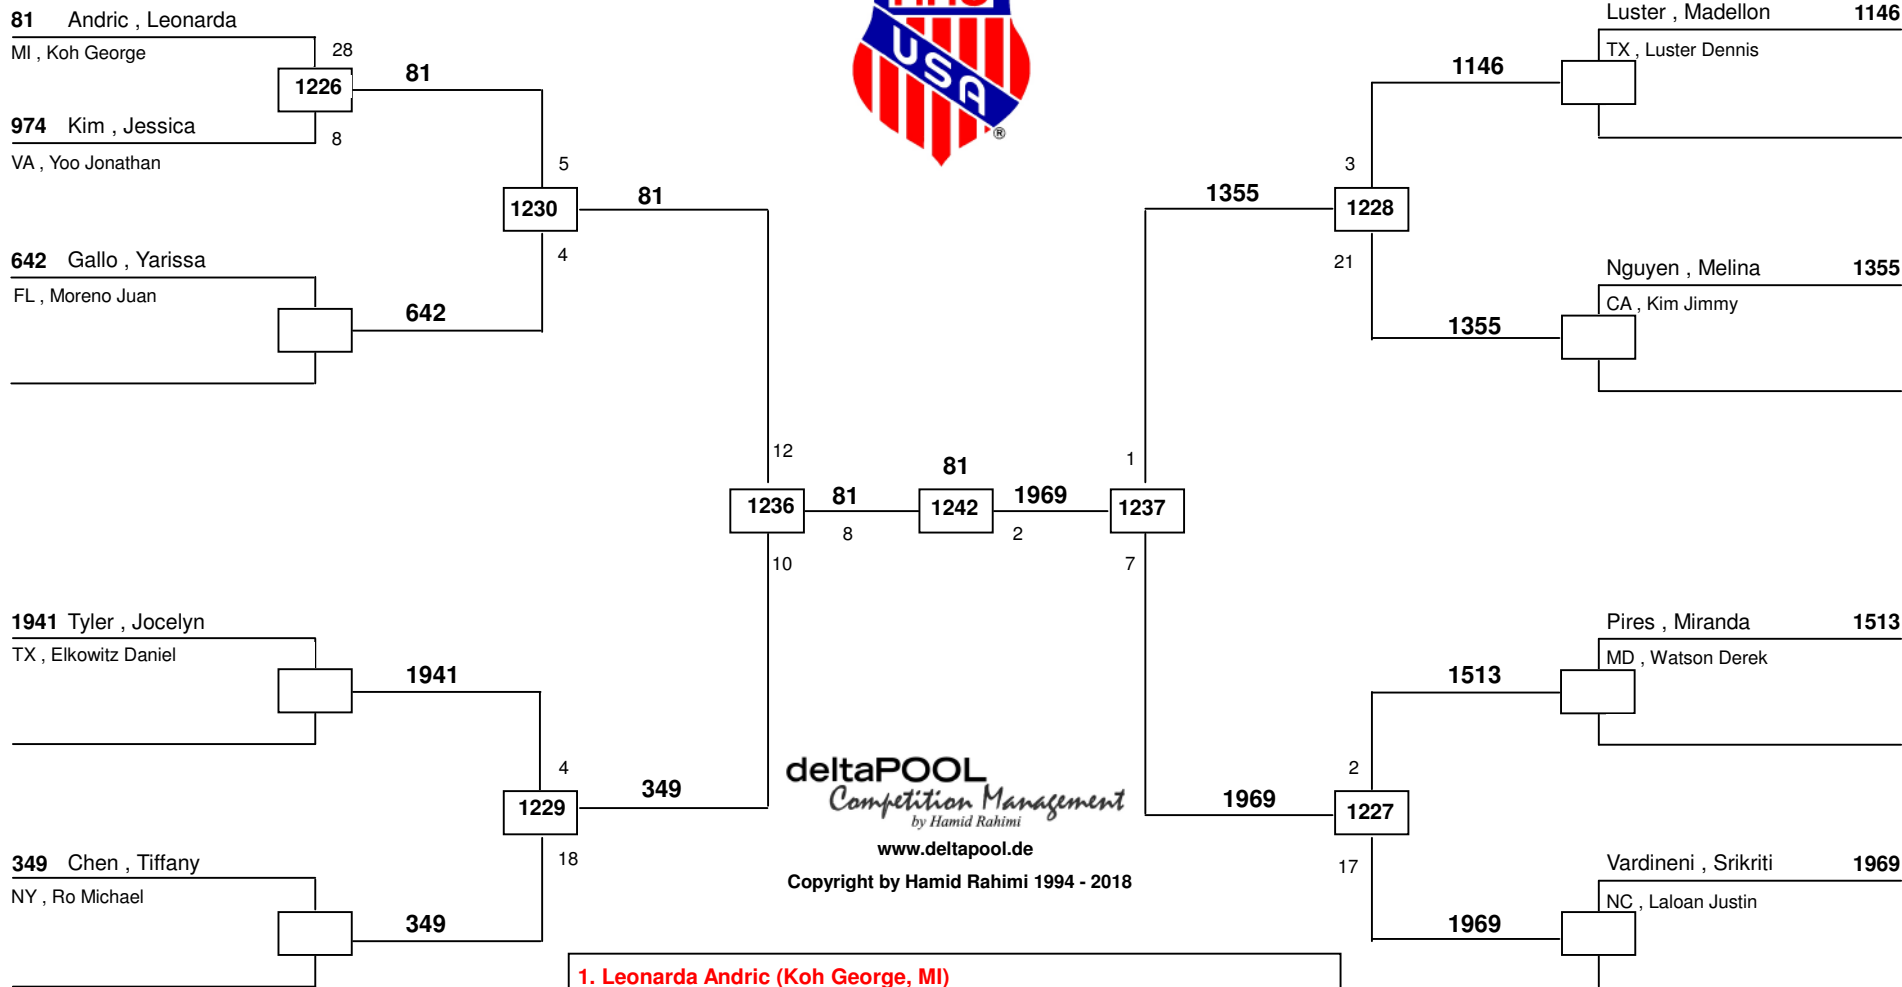 81 Andric , Leonarda
MI , Koh George
28
1226
81
974 Kim , Jessica
8
VA , Yoo Jonathan
5
1230
81
4
642 Gallo , Yarissa
FL , Moreno Juan
642
12
1236
81
8
10
1941 Tyler , Jocelyn
TX , Elkowitz Daniel
1941
4
1229
349
18
349 Chen , Tiffany
NY , Ro Michael
349
USA
®
81
1242
1969
2
1237
1
7
Luster , Madellon 1146
TX , Luster Dennis
1146
3
1355
1228
21
Nguyen , Melina 1355
CA , Kim Jimmy
1355
Pires , Miranda 1513
MD , Watson Derek
1513
2
1969
1227
17
Vardineni , Srikriti 1969
NC , Laloan Justin
1969
deltaPOOL
Competition Management
by Hamid Rahimi
www.deltapool.de
Copyright by Hamid Rahimi 1994 - 2018
1. Leonarda Andric (Koh George, MI)